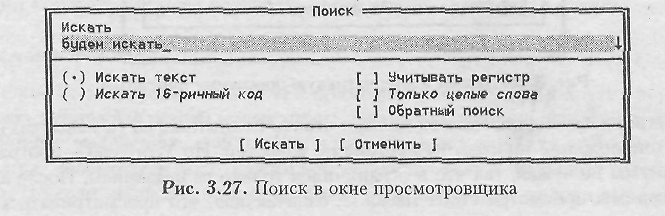 Поиск
Искать
будем искать_ ↓
(•) Искать текст [ ] Учитывать регистр
( ) Искать 16-ричный код [ ] Только целые слова
[ ] Обратный поиск
[ Искать ] [ Отменить ]
Рис. 3.27. Поиск в окне просмотровщика